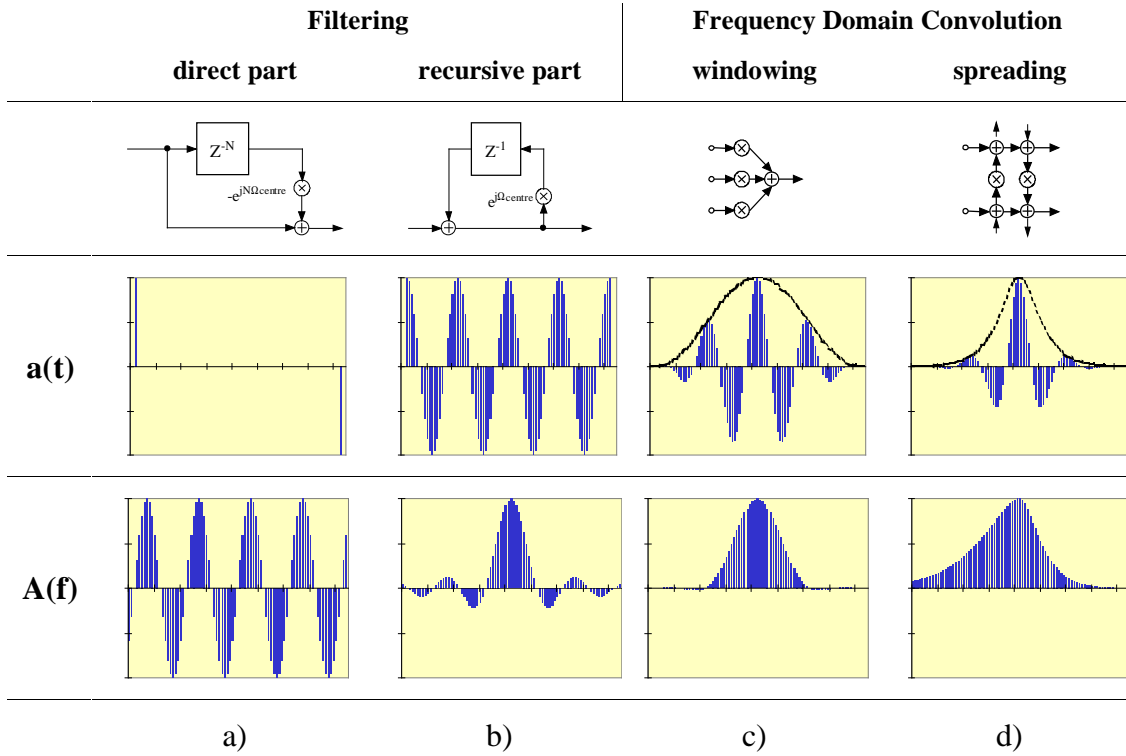 Filtering Frequency Domain Convolution
direct part recursive part windowing spreading
Z-N Z-1
-ejNΩcentre ejΩcentre
a(t)
A(f)
a) b) c) d)